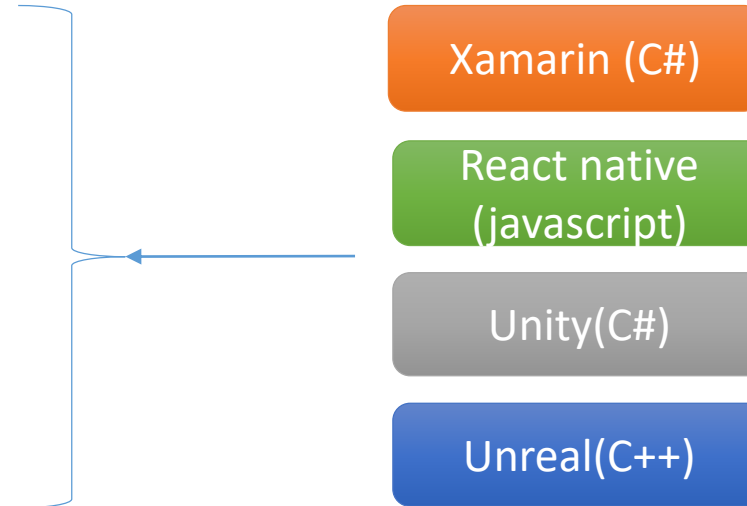 Xamarin (C#)
React native
(javascript)
Unity(C#)
Unreal(C++)